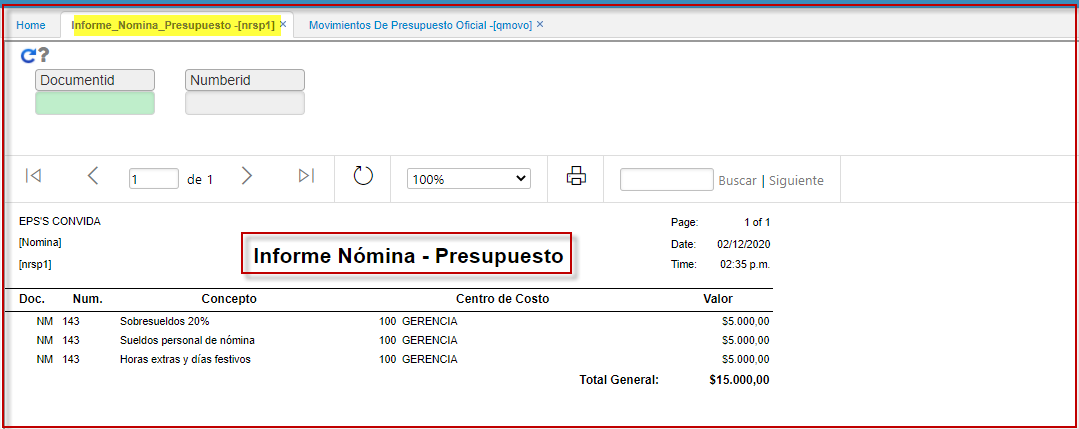 Home Informe_Nomina_Presupuesto -[nrsp1] × Movimientos De Presupuesto Oficial -[qmovo] ×
?
Documentid Numberid
1 de 1 100% Buscar | Siguiente
EPS'S CONVIDA Page: 1 of 1
[Nomina] Date: 02/12/2020
Informe Nómina - Presupuesto
[nrsp1] Time: 02:35 p.m.
Doc. Num. Concepto Centro de Costo Valor
NM 143 Sobresueldos 20% 100 GERENCIA $5.000,00
NM 143 Sueldos personal de nómina 100 GERENCIA $5.000,00
NM 143 Horas extras y días festivos 100 GERENCIA $5.000,00
Total General: $15.000,00